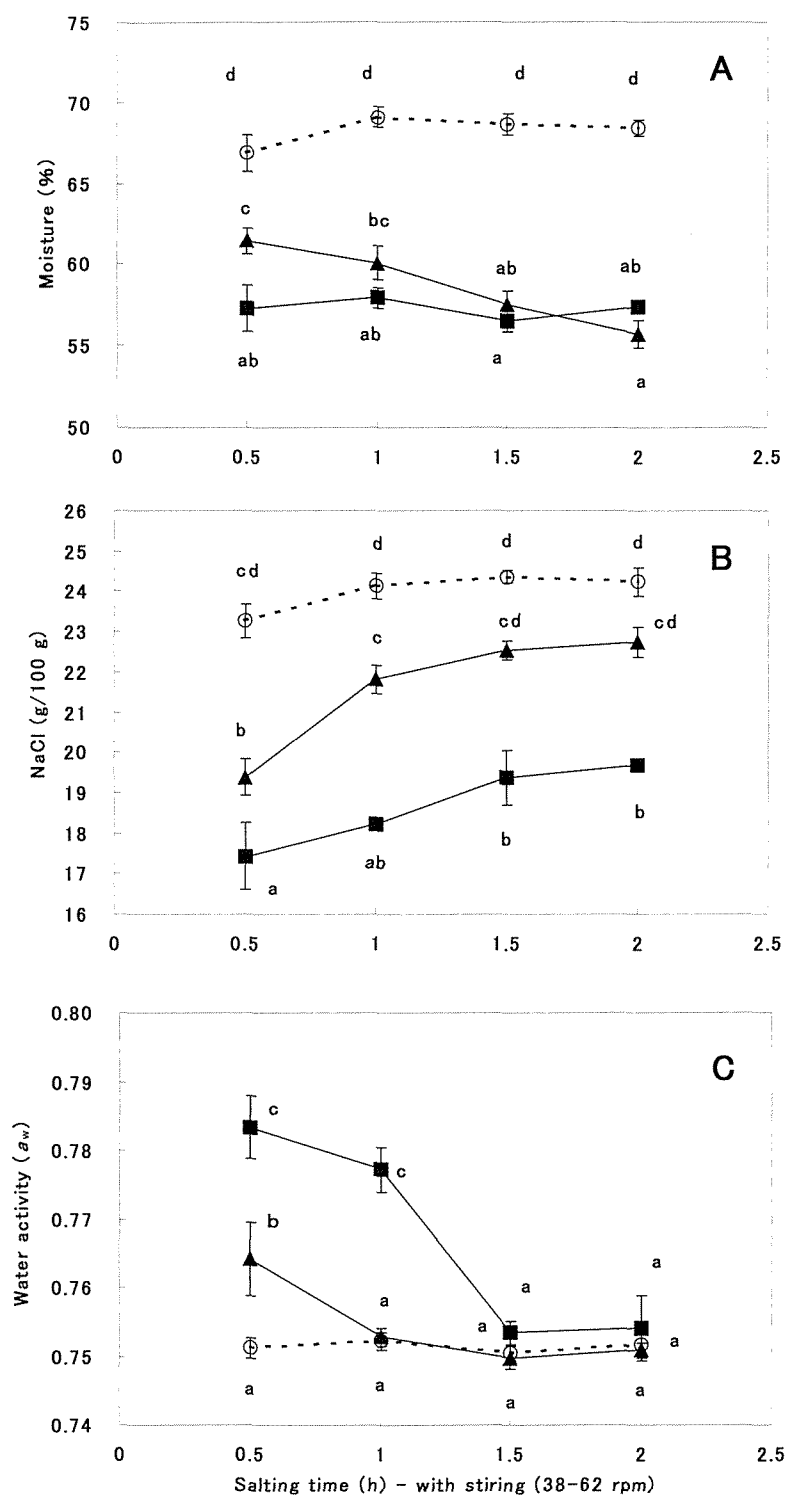 75
A
d d d d
70
65
c
bc
ab ab
60
55
ab
ab
a
a
50
0 0.5 1 1.5 2 2.5
Moisture (%)
26
B
25
d d d
cd
24
23
cd
cd
c
22
21
b
20
19
18
b
b
ab
17
a
16
0 0.5 1 1.5 2 2.5
NaCl (g/100 g)
0.80
C
0.79
c
0.78
c
0.77
b
0.76
a
a
a
a
a
0.75
a a a a
0.74
0 0.5 1 1.5 2 2.5
Water activity (aw)
Salting time (h) - with stiring (38-62 rpm)